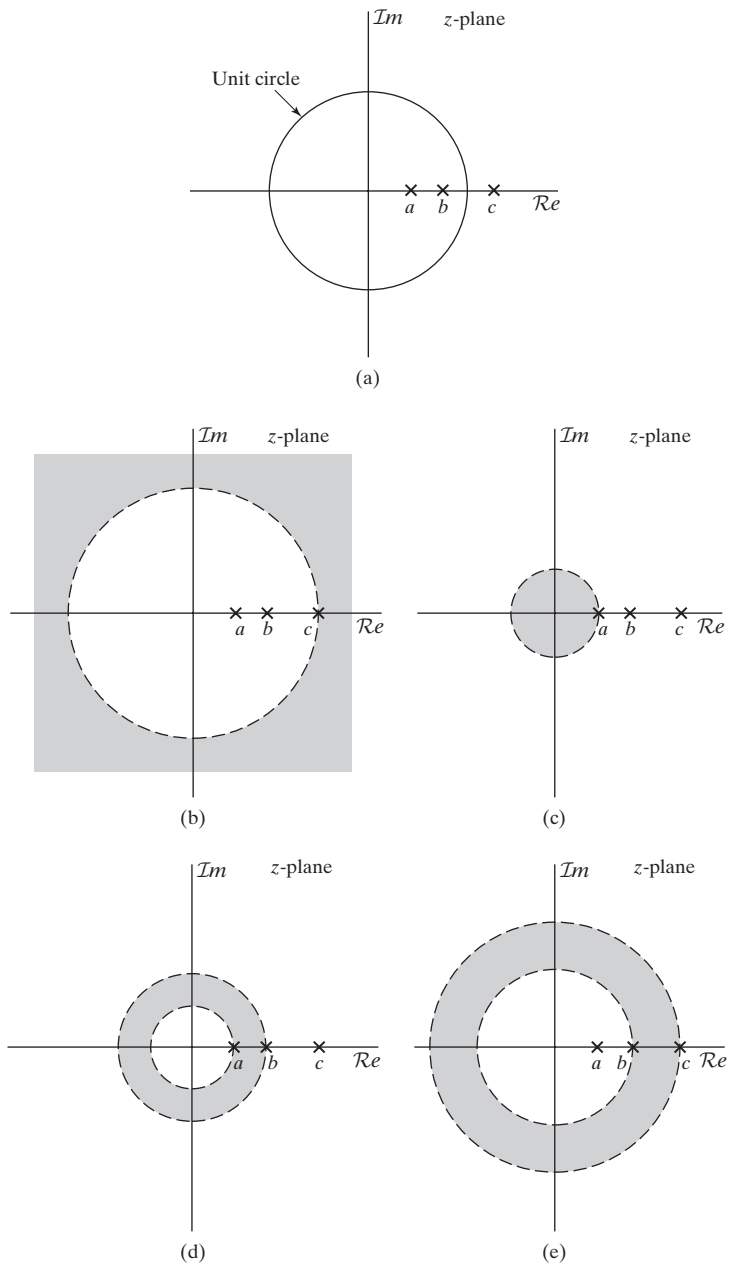 Im z-plane
Unit circle
a b c Re
(a)
Im z-plane
a b c Re
(b)
Im z-plane
a b c Re
(c)
Im z-plane
a b c Re
(d)
Im z-plane
a b c Re
(e)